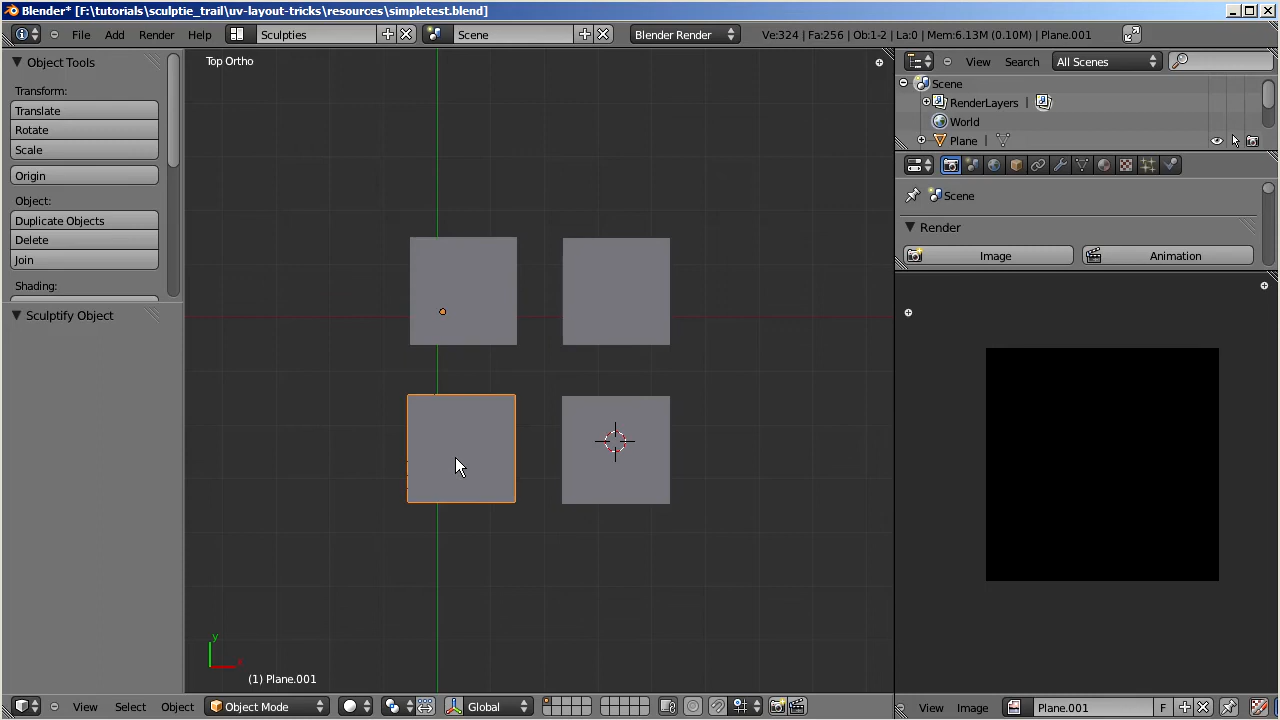 Blender* [F:\tutorials\sculptie_trail\uv-layout-tricks\resources\simpletest.blend]
File Add Render Help Sculpties Scene Blender Render Ve:324 | Fa:256 | Ob:1-2 | La:0 | Mem:6.13M (0.10M) | Plane.001
Object Tools
Transform:
Translate
Rotate
Scale
Origin
Object:
Duplicate Objects
Delete
Join
Shading:
Sculptify Object
Top Ortho
y
x
(1) Plane.001
View Select Object Object Mode Global
View Search All Scenes
Scene
RenderLayers |
World
Plane |
Scene
Render
Image Animation
View Image Plane.001 F